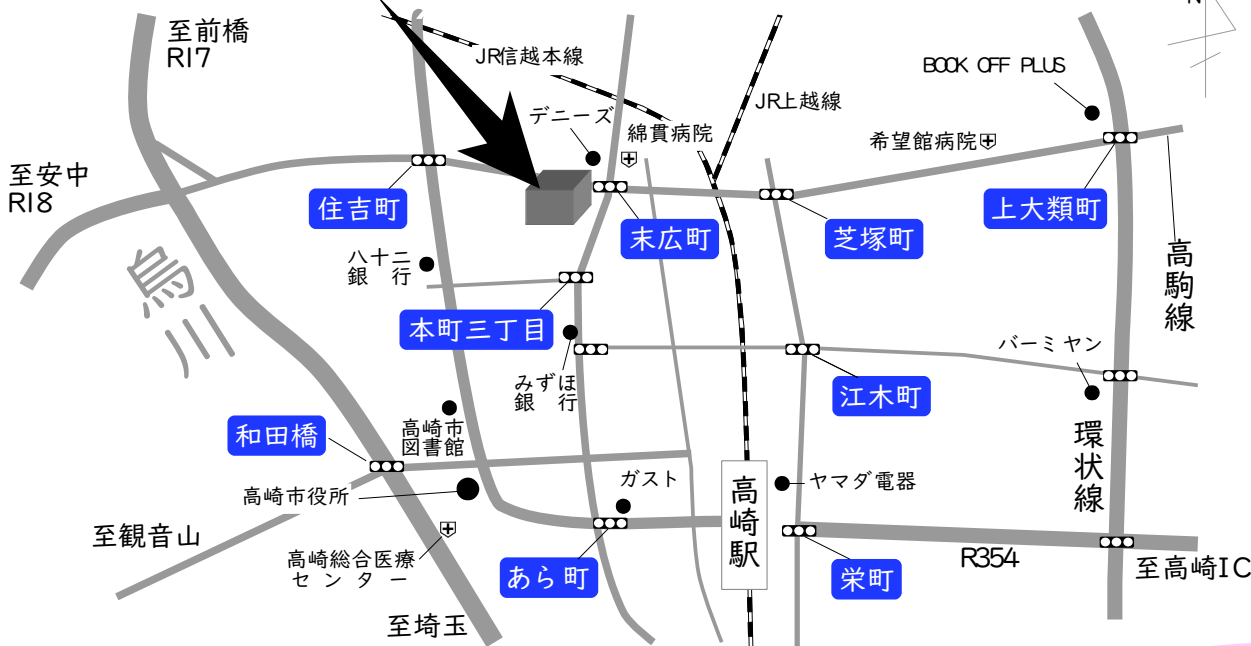 至前橋
R17
N
JR信越本線
BOOK OFF PLUS
JR上越線
デニーズ
綿貫病院
希望館病院
至安中
R18
住吉町
末広町
芝塚町
上大類町
八十二
銀　行
烏川
高駒線
本町三丁目
バーミヤン
みずほ
銀　行
江木町
和田橋
高崎市
図書館
環状線
高崎市役所
ガスト
高崎駅
ヤマダ電器
至観音山
高崎総合医療
センター
あら町
栄町
R354
至高崎IC
至埼玉